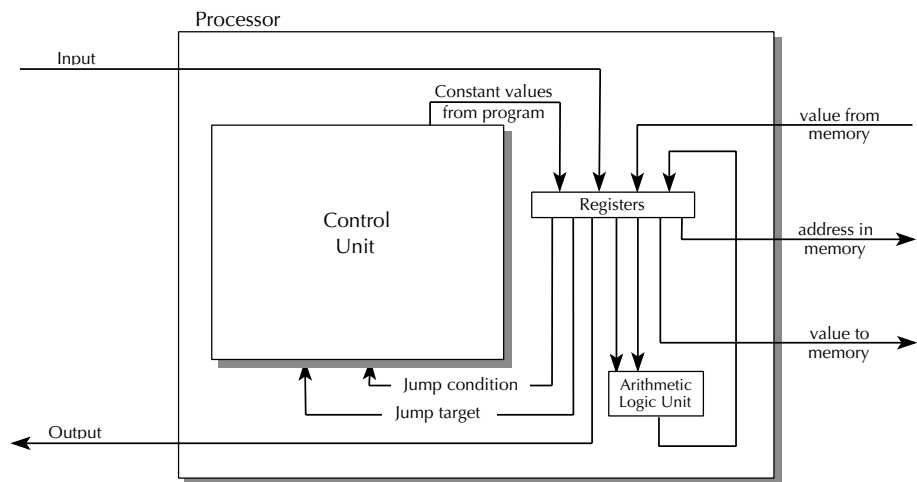 Processor
Input
Constant values
from program
value from
memory
Registers
Control
Unit
address in
memory
value to
memory
Jump condition
Arithmetic
Logic Unit
Jump target
Output